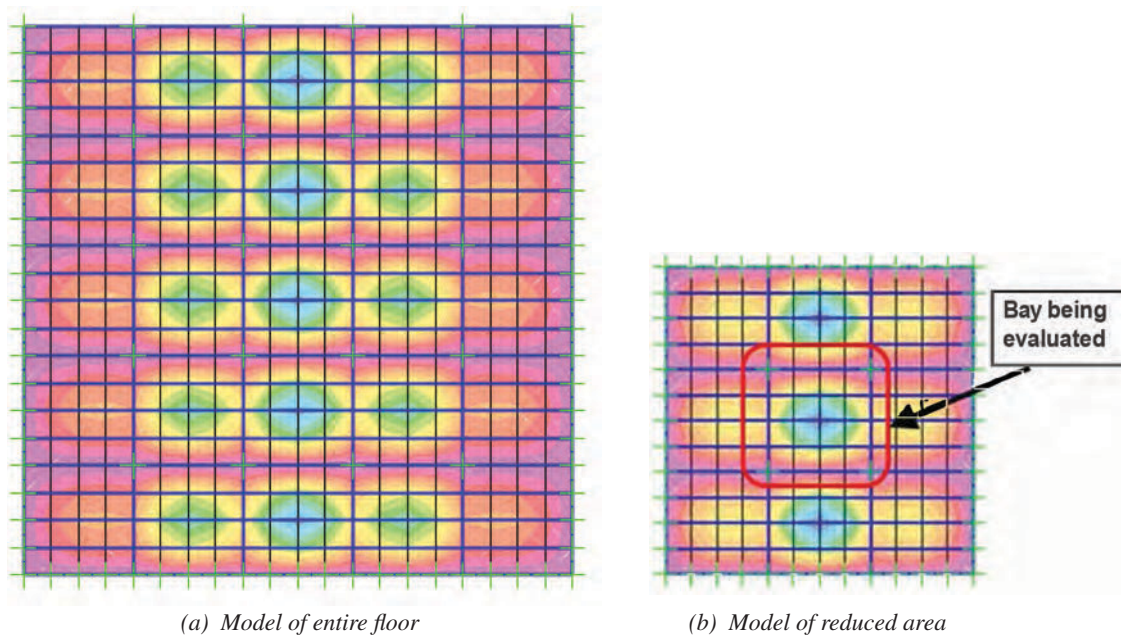 Bay being
evaluated
(a) Model of entire floor
(b) Model of reduced area